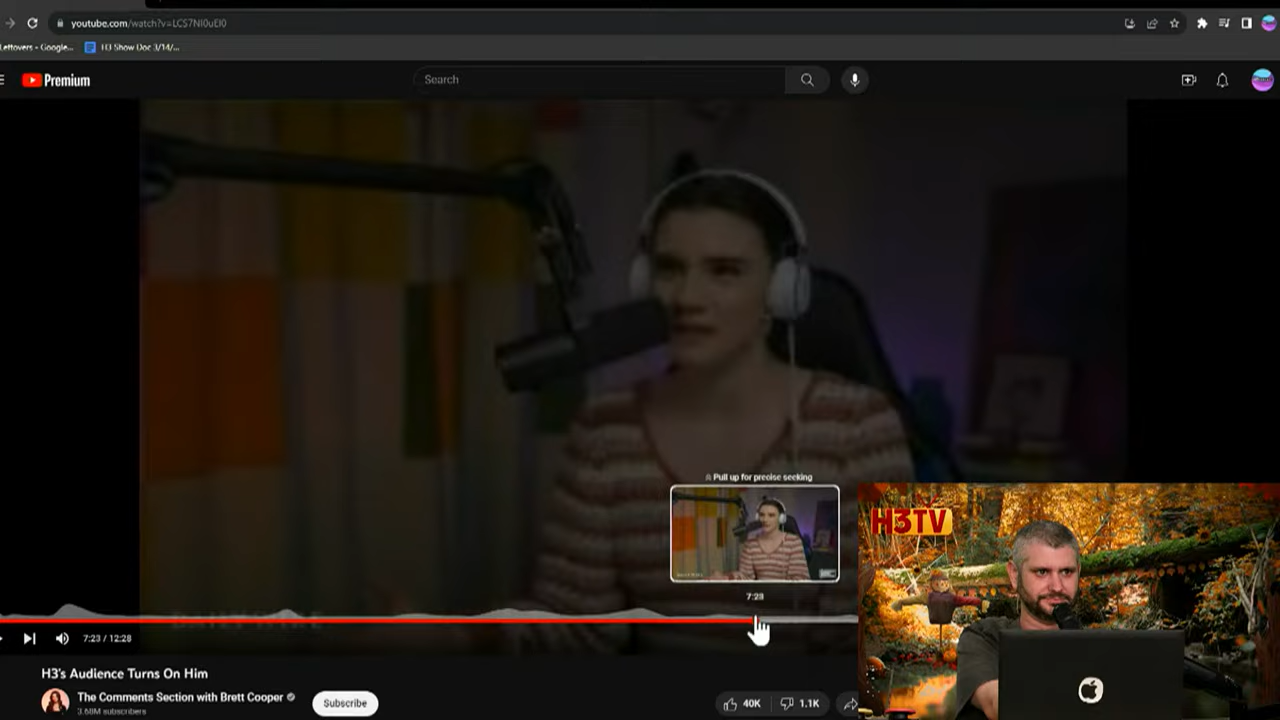 youtube.com/watch?v=LCS7NI0uEI0
Leftovers - Google...
H3 Show Doc 3/14/...
Premium
Search
Pull up for precise seeking
7:23
H3TV
DAILYWIRE
7:23 / 12:28
H3's Audience Turns On Him
The Comments Section with Brett Cooper
3.68M subscribers
Subscribe
40K
1.1K